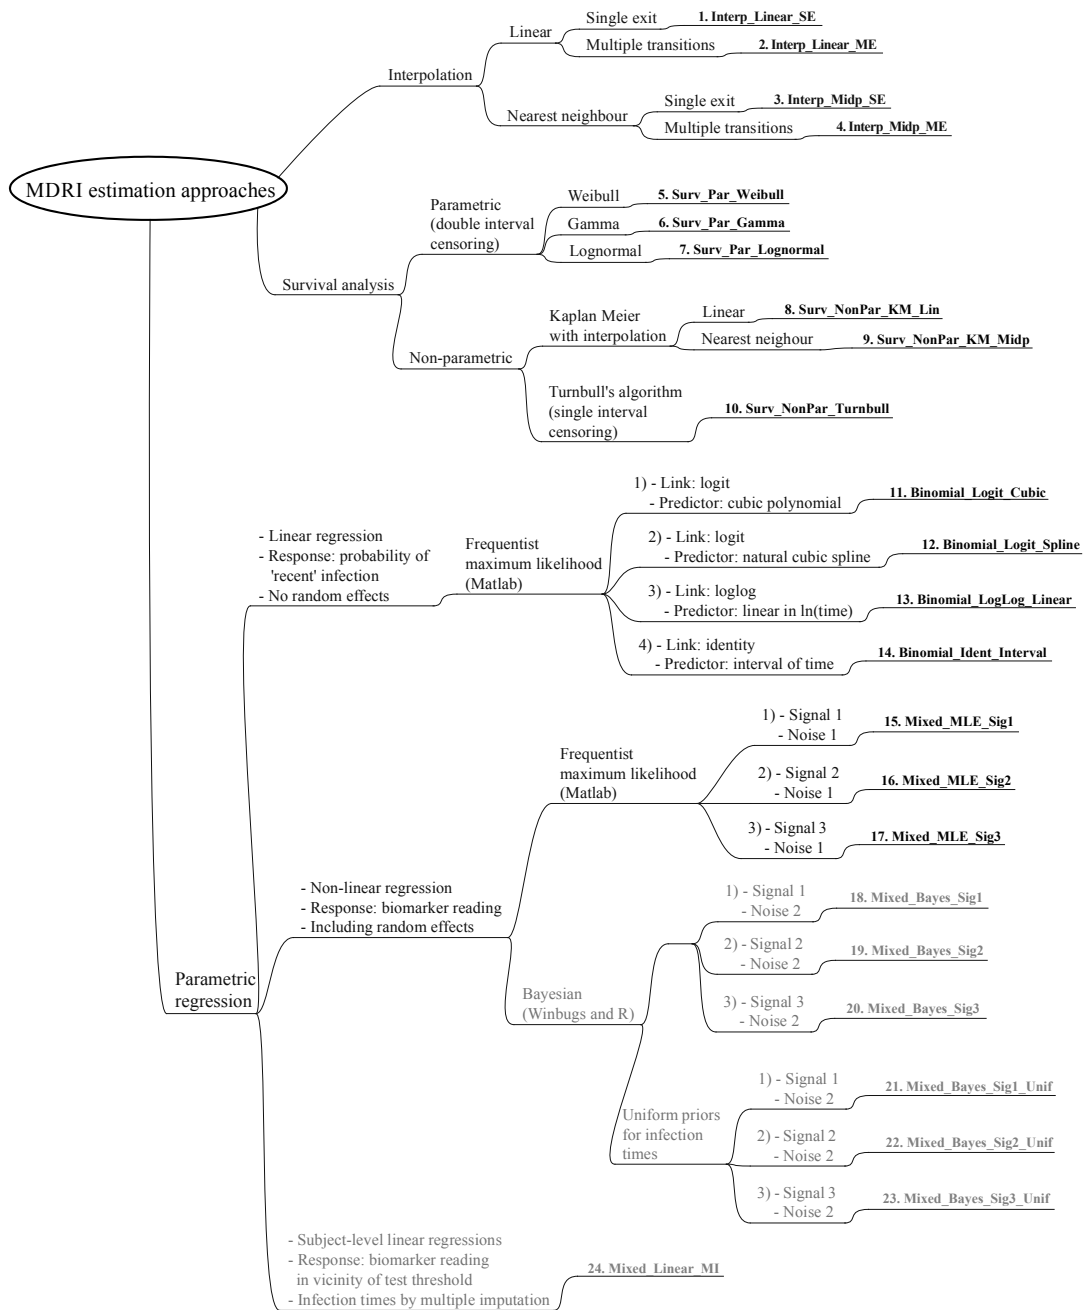 MDRI estimation approaches
Interpolation
Linear
Single exit
1. Interp_Linear_SE
Multiple transitions
2. Interp_Linear_ME
Nearest neighbour
Single exit
3. Interp_Midp_SE
Multiple transitions
4. Interp_Midp_ME
Survival analysis
Parametric
(double interval
censoring)
Weibull
5. Surv_Par_Weibull
Gamma
6. Surv_Par_Gamma
Lognormal
7. Surv_Par_Lognormal
Non-parametric
Kaplan Meier
with interpolation
Linear
8. Surv_NonPar_KM_Lin
Nearest neighour
9. Surv_NonPar_KM_Midp
Turnbull's algorithm
(single interval
censoring)
10. Surv_NonPar_Turnbull
Parametric
regression
- Linear regression
- Response: probability of
'recent' infection
- No random effects
Frequentist
maximum likelihood
(Matlab)
1) - Link: logit
- Predictor: cubic polynomial
11. Binomial_Logit_Cubic
2) - Link: logit
- Predictor: natural cubic spline
12. Binomial_Logit_Spline
3) - Link: loglog
- Predictor: linear in ln(time)
13. Binomial_LogLog_Linear
4) - Link: identity
- Predictor: interval of time
14. Binomial_Ident_Interval
- Non-linear regression
- Response: biomarker reading
- Including random effects
Frequentist
maximum likelihood
(Matlab)
1) - Signal 1
- Noise 1
15. Mixed_MLE_Sig1
2) - Signal 2
- Noise 1
16. Mixed_MLE_Sig2
3) - Signal 3
- Noise 1
17. Mixed_MLE_Sig3
Bayesian
(Winbugs and R)
1) - Signal 1
- Noise 2
18. Mixed_Bayes_Sig1
2) - Signal 2
- Noise 2
19. Mixed_Bayes_Sig2
3) - Signal 3
- Noise 2
20. Mixed_Bayes_Sig3
Uniform priors
for infection
times
1) - Signal 1
- Noise 2
21. Mixed_Bayes_Sig1_Unif
2) - Signal 2
- Noise 2
22. Mixed_Bayes_Sig2_Unif
3) - Signal 3
- Noise 2
23. Mixed_Bayes_Sig3_Unif
- Subject-level linear regressions
- Response: biomarker reading
in vicinity of test threshold
- Infection times by multiple imputation
24. Mixed_Linear_MI